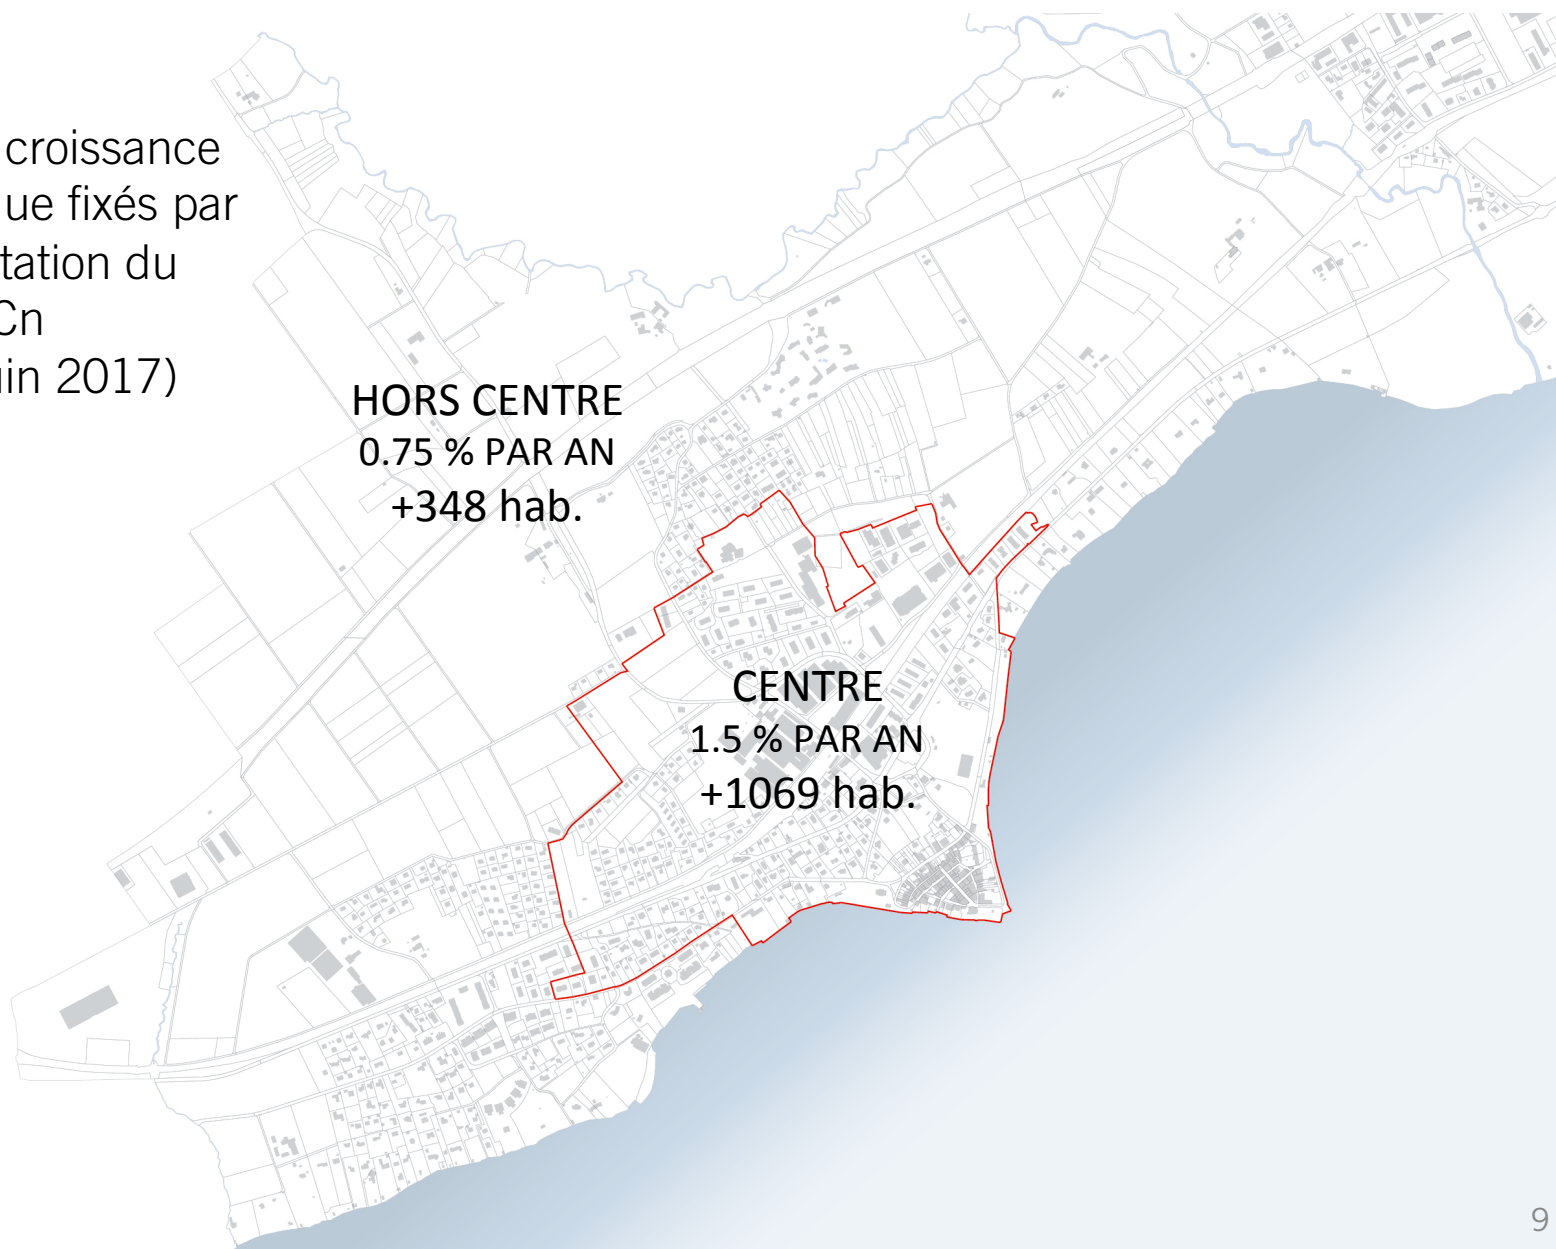 croissance
ue fixés par
tation du
Cn
uin 2017)
HORS CENTRE
0.75 % PAR AN
+348 hab.
CENTRE
1.5 % PAR AN
+1069 hab.
9